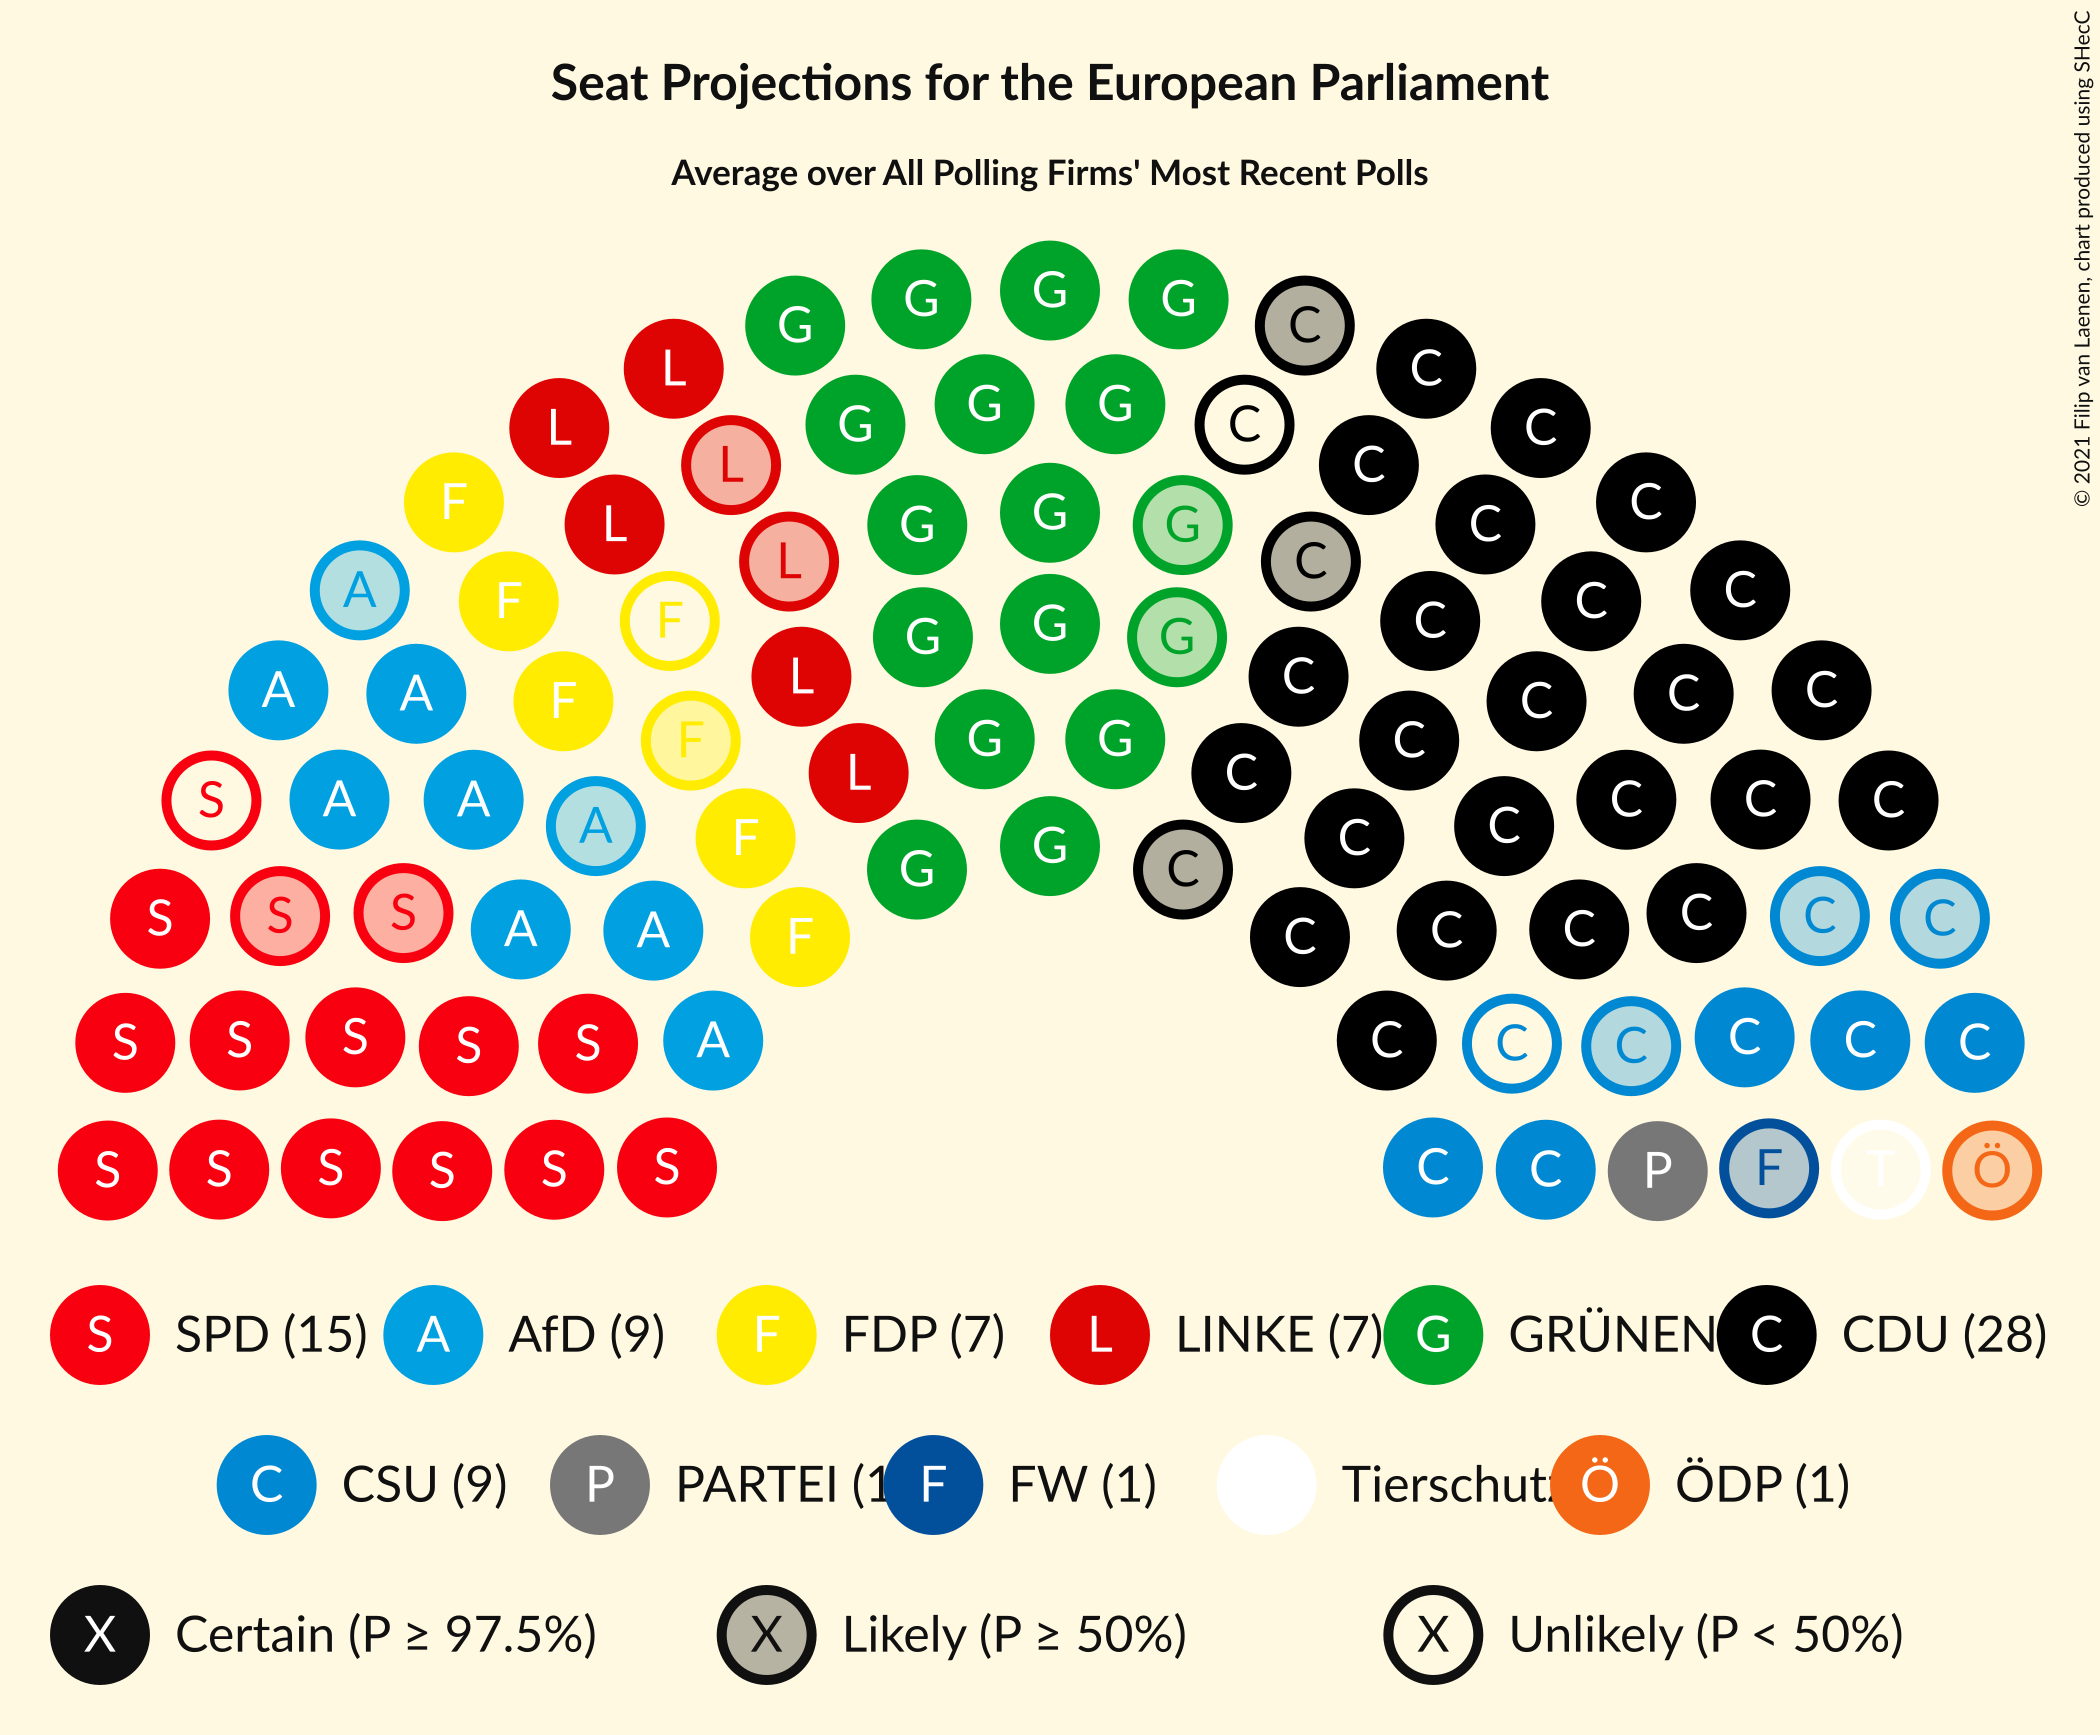 Seat Projections for the European Parliament
Average over All Polling Firms' Most Recent Polls
© 2021 Filip van Laenen, chart produced using SHecC
G G G G C
L G G G C C
L L C C
F L G G G C C C
A F F L C C C C
A A F L G G G C C C C C
S A A A F F G G C C C C C C
L G G C C C C C C
S S S A A F G G C C C C C C C
S S S S S A C C C C C C
S S S S S S C C P F T Ö
S SPD (15) A AfD (9) F FDP (7) L LINKE (7) G GRÜNEN C CDU (28)
C CSU (9) P PARTEI (1 F FW (1) Tierschutz Ö ÖDP (1)
X Certain (P ≥ 97.5%) X Likely (P ≥ 50%) X Unlikely (P < 50%)